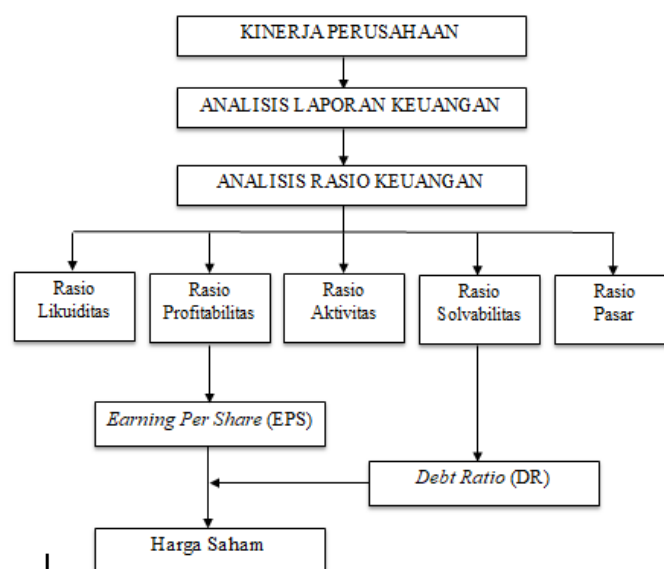 KINERJA PERUSAHAAN
ANALISIS LAPORAN KEUANGAN
ANALISIS RASIO KEUANGAN
Rasio
Likuiditas
Rasio
Profitabilitas
Rasio
Aktivitas
Rasio
Solvabilitas
Rasio
Pasar
Earning Per Share (EPS)
Debt Ratio (DR)
Harga Saham